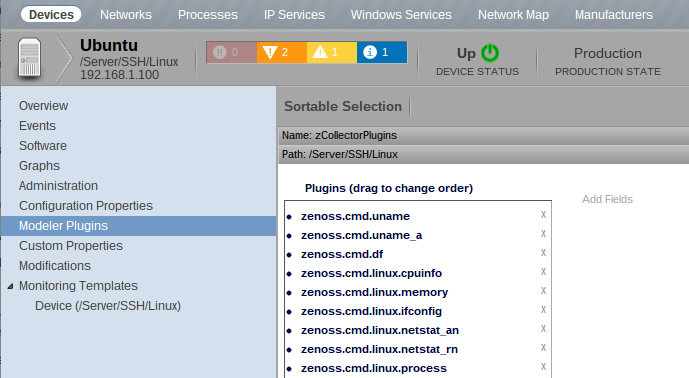 Devices Networks Processes IP Services Windows Services Network Map Manufacturers
Ubuntu
/Server/SSH/Linux
192.168.1.100
0 2 1 1
Up
DEVICE STATUS
Production
PRODUCTION STATE
Overview
Events
Software
Graphs
Administration
Configuration Properties
Modeler Plugins
Custom Properties
Modifications
Monitoring Templates
Device (/Server/SSH/Linux)
Sortable Selection
Name: zCollectorPlugins
Path: /Server/SSH/Linux
Plugins (drag to change order)
Add Fields
zenoss.cmd.uname X
zenoss.cmd.uname_a X
zenoss.cmd.df X
zenoss.cmd.linux.cpuinfo X
zenoss.cmd.linux.memory X
zenoss.cmd.linux.ifconfig X
zenoss.cmd.linux.netstat_an X
zenoss.cmd.linux.netstat_rn X
zenoss.cmd.linux.process X